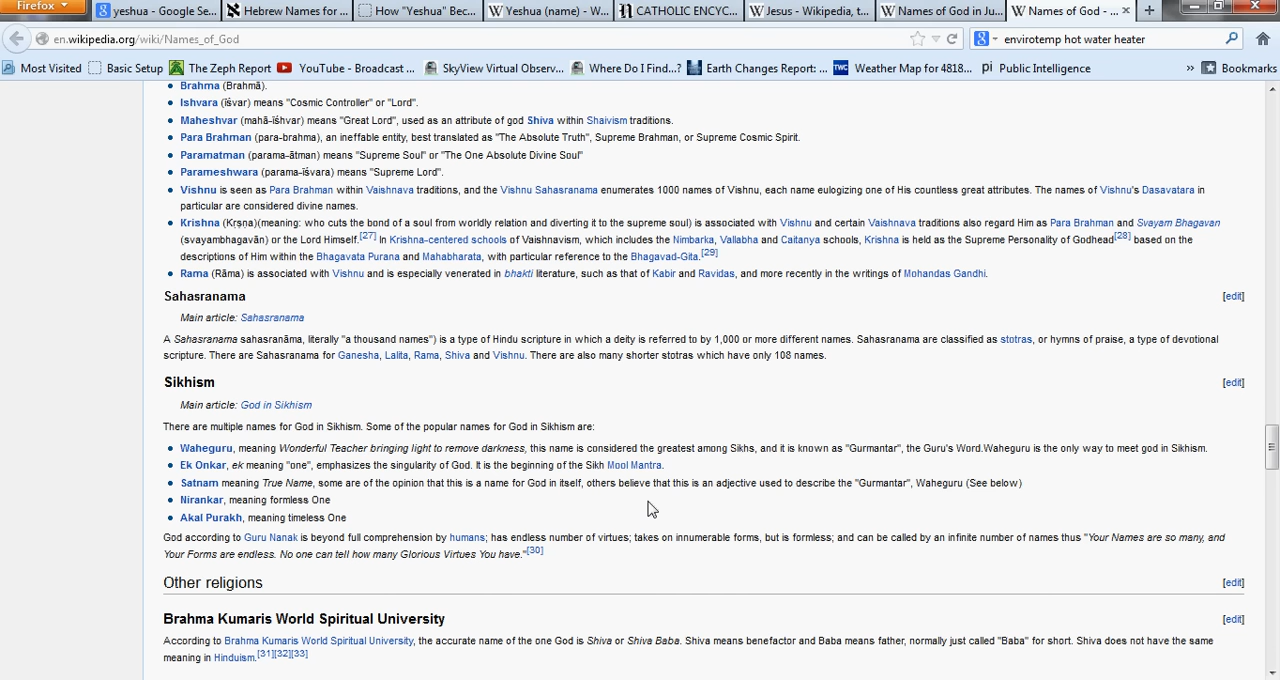 Firefox
yeshua - Google Se...
Hebrew Names for ...
How "Yeshua" Bec...
Yeshua (name) - W...
CATHOLIC ENCYC...
Jesus - Wikipedia, t...
Names of God in Ju...
Names of God - ...
en.wikipedia.org/wiki/Names_of_God
envirotemp hot water heater
Most Visited
Basic Setup
The Zeph Report
YouTube - Broadcast ...
SkyView Virtual Observ...
Where Do I Find...?
Earth Changes Report: ...
TWC
Weather Map for 4818...
pi Public Intelligence
»
Bookmarks
Brahma (Brahmā).
Ishvara (īśvar) means "Cosmic Controller" or "Lord".
Maheshvar (mahā-īśhvar) means "Great Lord", used as an attribute of god Shiva within Shaivism traditions.
Para Brahman (para-brahma), an ineffable entity, best translated as "The Absolute Truth", Supreme Brahman, or Supreme Cosmic Spirit.
Paramatman (parama-ātman) means "Supreme Soul" or "The One Absolute Divine Soul"
Parameshwara (parama-īśvara) means "Supreme Lord".
Vishnu is seen as Para Brahman within Vaishnava traditions, and the Vishnu Sahasranama enumerates 1000 names of Vishnu, each name eulogizing one of His countless great attributes. The names of Vishnu's Dasavatara in
particular are considered divine names.
Krishna (Kṛṣṇa)(meaning: who cuts the bond of a soul from worldly relation and diverting it to the supreme soul) is associated with Vishnu and certain Vaishnava traditions also regard Him as Para Brahman and Svayam Bhagavan
(svayambhagavān) or the Lord Himself.[27] In Krishna-centered schools of Vaishnavism, which includes the Nimbarka, Vallabha and Caitanya schools, Krishna is held as the Supreme Personality of Godhead[28] based on the
descriptions of Him within the Bhagavata Purana and Mahabharata, with particular reference to the Bhagavad-Gita.[29]
Rama (Rāma) is associated with Vishnu and is especially venerated in bhakti literature, such as that of Kabir and Ravidas, and more recently in the writings of Mohandas Gandhi.
Sahasranama [edit]
Main article: Sahasranama
A Sahasranama sahasranāma, literally "a thousand names") is a type of Hindu scripture in which a deity is referred to by 1,000 or more different names. Sahasranama are classified as stotras, or hymns of praise, a type of devotional
scripture. There are Sahasranama for Ganesha, Lalita, Rama, Shiva and Vishnu. There are also many shorter stotras which have only 108 names.
Sikhism [edit]
Main article: God in Sikhism
There are multiple names for God in Sikhism. Some of the popular names for God in Sikhism are:
Waheguru, meaning Wonderful Teacher bringing light to remove darkness, this name is considered the greatest among Sikhs, and it is known as "Gurmantar", the Guru's Word.Waheguru is the only way to meet god in Sikhism.
Ek Onkar, ek meaning "one", emphasizes the singularity of God. It is the beginning of the Sikh Mool Mantra.
Satnam meaning True Name, some are of the opinion that this is a name for God in itself, others believe that this is an adjective used to describe the "Gurmantar", Waheguru (See below)
Nirankar, meaning formless One
Akal Purakh, meaning timeless One
God according to Guru Nanak is beyond full comprehension by humans; has endless number of virtues; takes on innumerable forms, but is formless; and can be called by an infinite number of names thus "Your Names are so many, and
Your Forms are endless. No one can tell how many Glorious Virtues You have."[30]
Other religions [edit]
Brahma Kumaris World Spiritual University [edit]
According to Brahma Kumaris World Spiritual University, the accurate name of the one God is Shiva or Shiva Baba. Shiva means benefactor and Baba means father, normally just called "Baba" for short. Shiva does not have the same
meaning in Hinduism.[31][32][33]